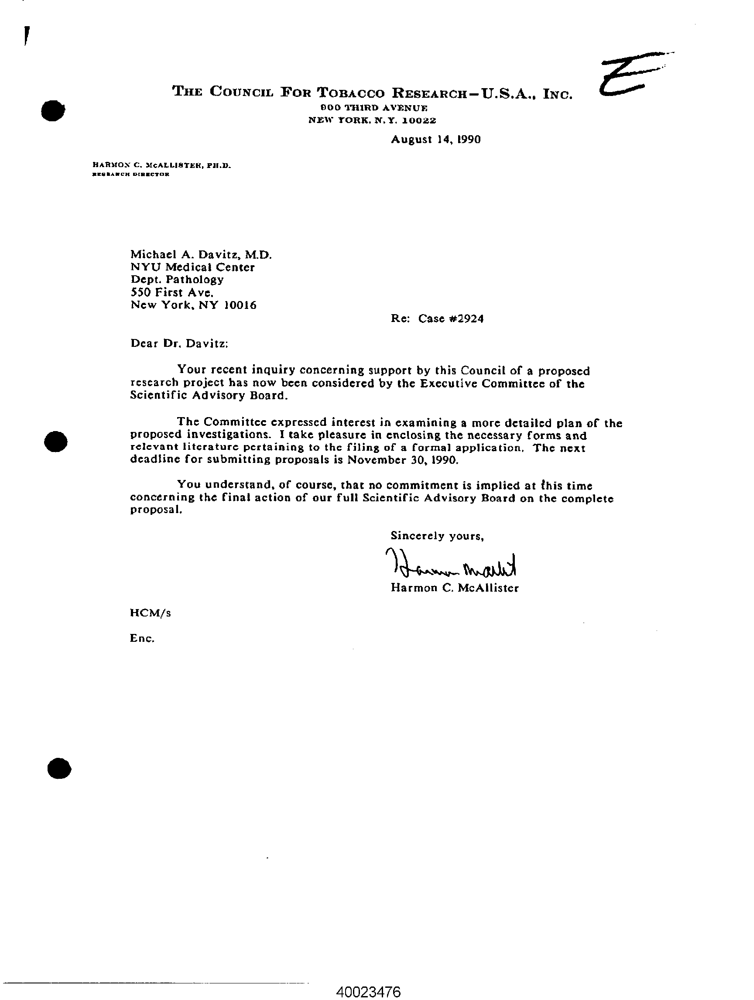 E
THE COUNCIL FOR TOBACCO RESEARCH-U.S.A., INC.
900 THIRD AVENUE
NEW YORK, N.Y. 10022
August 14, 1990
HARMON C. McALLISTER, PH.D.
RESEARCH DIRECTOR
Michael A. Davitz, M.D.
NYU Medical Center
Dept. Pathology
550 First Ave.
New York, NY 10016
Re: Case #2924
Dear Dr. Davitz:
Your recent inquiry concerning support by this Council of a proposed
research project has now been considered by the Executive Committee of the
Scientific Advisory Board.
The Committee expressed interest in examining a more detailed plan of the
proposed investigations. I take pleasure in enclosing the necessary forms and
relevant literature pertaining to the filing of a formal application. The next
deadline for submitting proposals is November 30, 1990.
You understand, of course, that no commitment is implied at this time
concerning the final action of our full Scientific Advisory Board on the complete
proposal.
Sincerely yours,
Harmon C. McAllister
HCM/s
Enc.
40023476